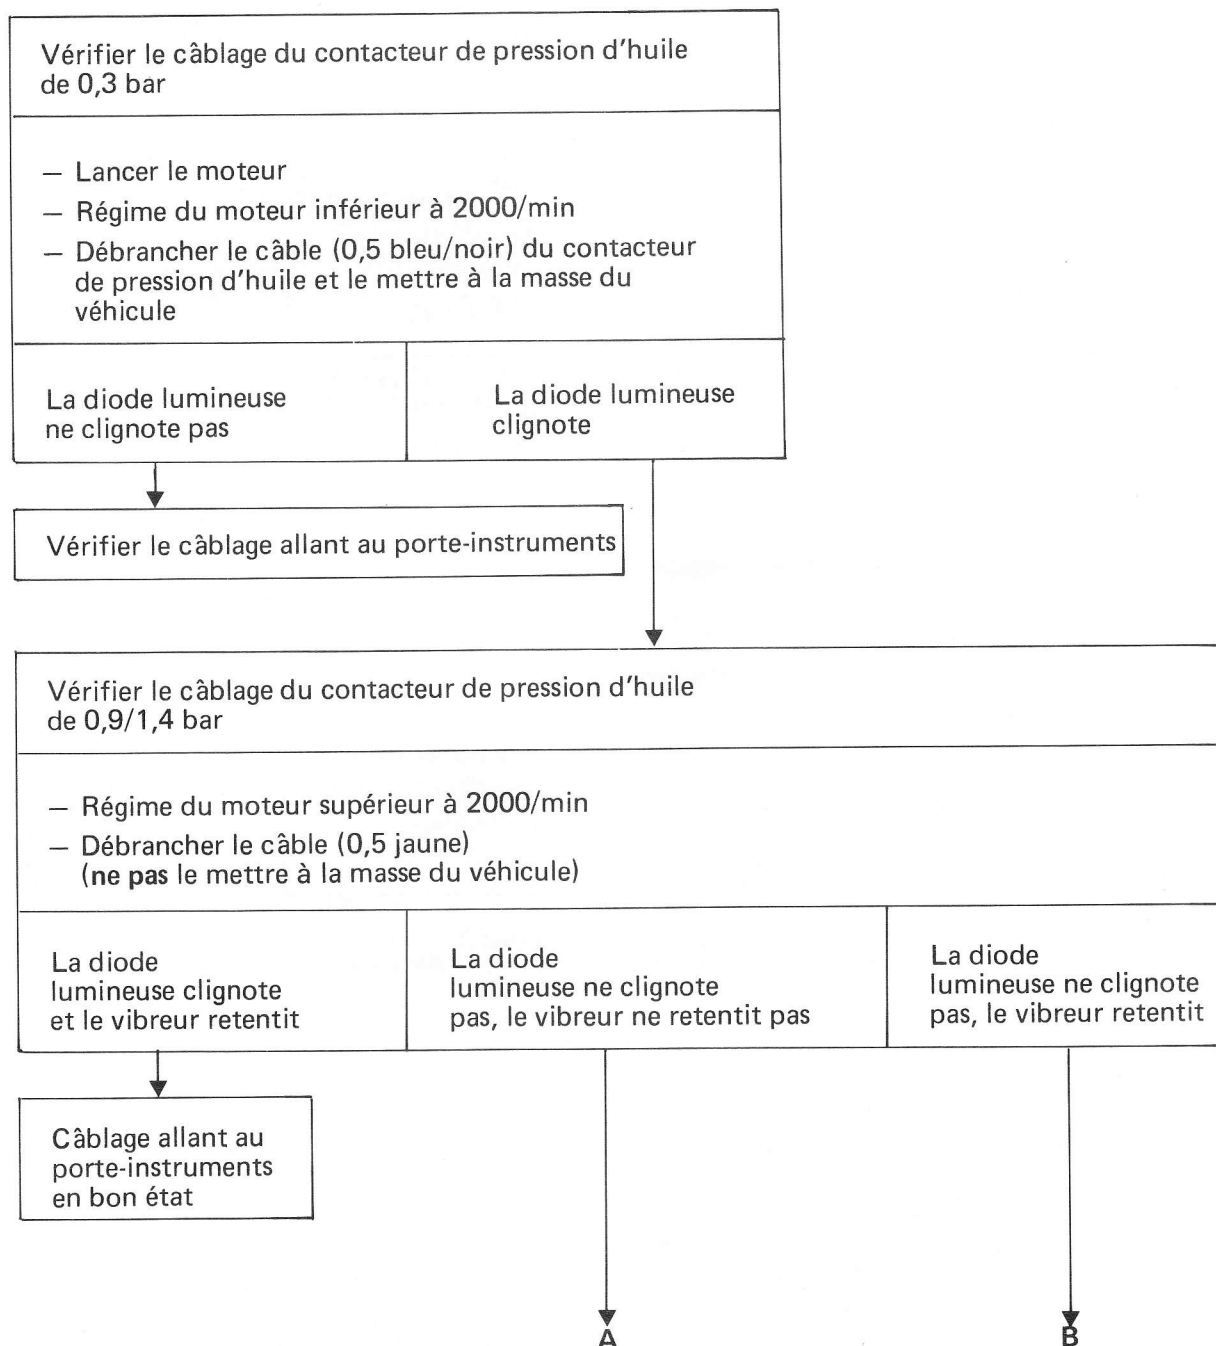 Vérifier le câblage du contacteur de pression d'huile
de 0,3 bar
— Lancer le moteur
— Régime du moteur inférieur à 2000/min
— Débrancher le câble (0,5 bleu/noir) du contacteur
de pression d'huile et le mettre à la masse du
véhicule
La diode lumineuse
ne clignote pas
La diode lumineuse
clignote
Vérifier le câblage allant au porte-instruments
Vérifier le câblage du contacteur de pression d'huile
de 0,9/1,4 bar
— Régime du moteur supérieur à 2000/min
— Débrancher le câble (0,5 jaune)
(ne pas le mettre à la masse du véhicule)
La diode
lumineuse clignote
et le vibreur retentit
La diode
lumineuse ne clignote
pas, le vibreur ne retentit pas
La diode
lumineuse ne clignote
pas, le vibreur retentit
Câblage allant au
porte-instruments
en bon état
A
B